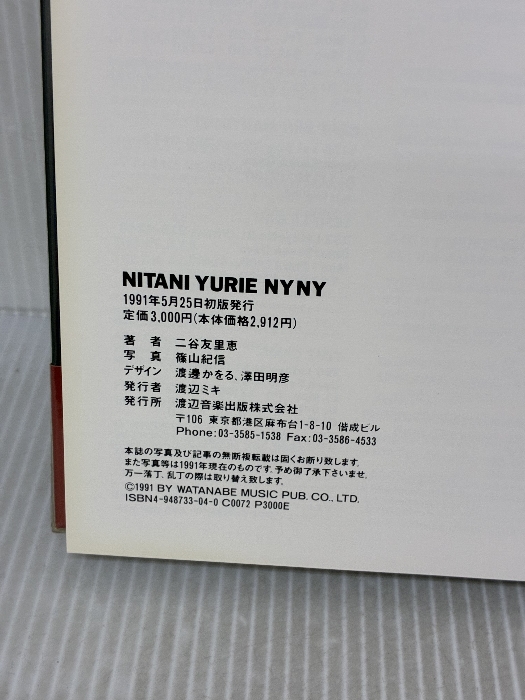 NITANI YURIE NYNY
1991年5月25日初版発行
定価3,000円(本体価格2,912円)
著 者 二谷友里恵
写 真 篠山紀信
デザイン 渡邊かをる、澤田明彦
発行者 渡辺ミキ
発行所 渡辺音楽出版株式会社
〒106 東京都港区麻布台1-8-10 偕成ビル
Phone:03-3585-1538 Fax:03-3586-4533
本誌の写真及び記事の無断複転載は固くお断り致します。
また写真等は1991年現在のものです。予め御了承下さいませ。
万一落丁、乱丁の際は取り替え致します。
©1991 BY WATANABE MUSIC PUB. CO., LTD.
ISBN4-948733-04-0 C0072 P3000E